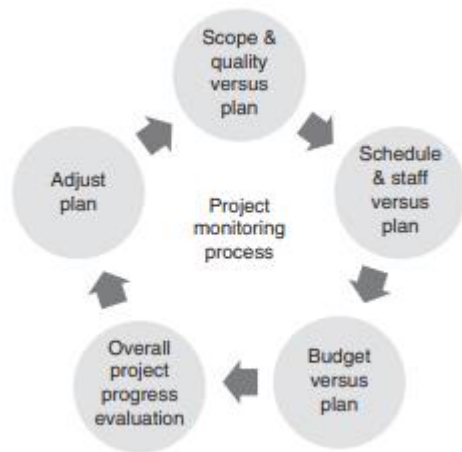 Scope &
quality
versus
plan
Schedule
& staff
versus
plan
Budget
versus
plan
Overall
project
progress
evaluation
Adjust
plan
Project
monitoring
process